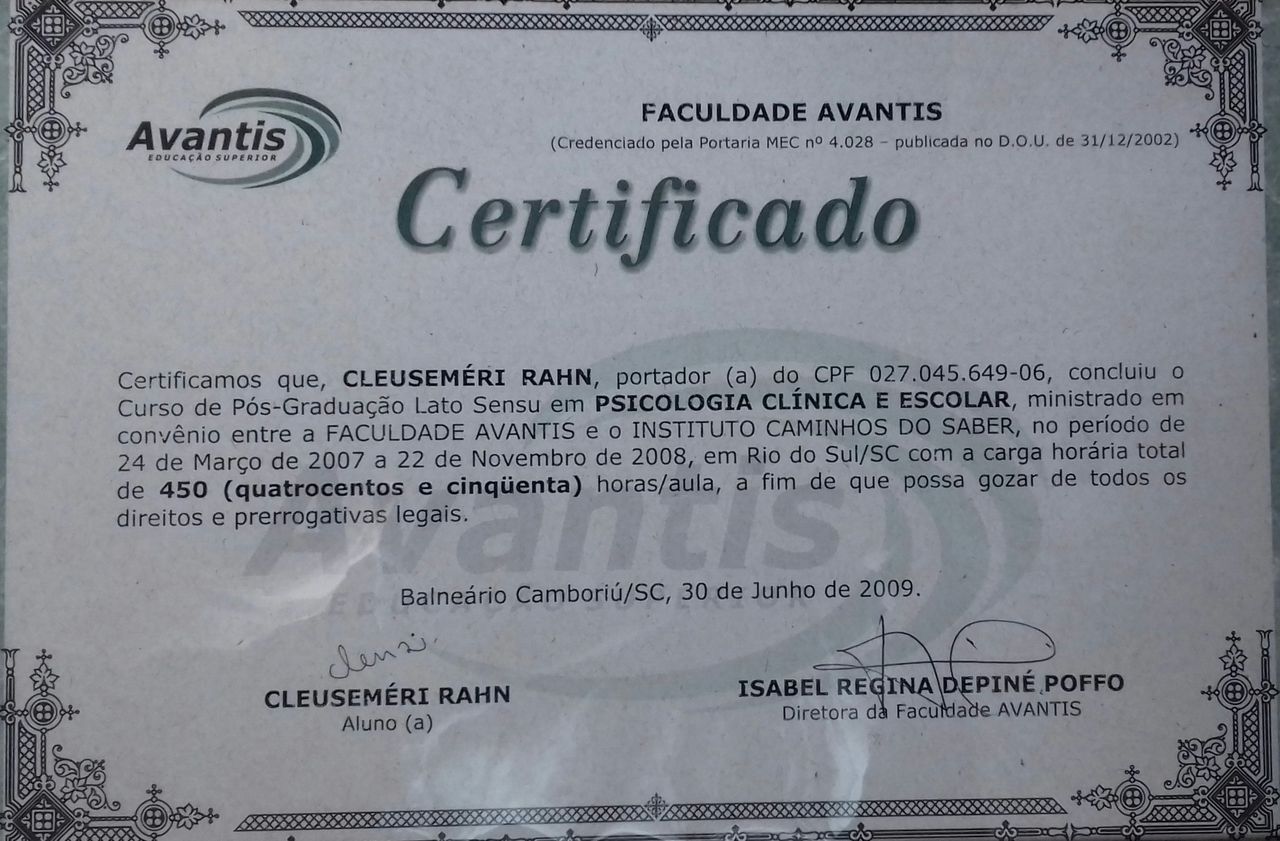 Avantis
EDUCAÇÃO SUPERIOR
FACULDADE AVANTIS
(Credenciado pela Portaria MEC nº 4.028 – publicada no D.O.U. de 31/12/2002)
Certificado
Certificamos que, CLEUSEMÉRI RAHN, portador (a) do CPF 027.045.649-06, concluiu o
Curso de Pós-Graduação Lato Sensu em PSICOLOGIA CLÍNICA E ESCOLAR, ministrado em
convênio entre a FACULDADE AVANTIS e o INSTITUTO CAMINHOS DO SABER, no período de
24 de Março de 2007 a 22 de Novembro de 2008, em Rio do Sul/SC com a carga horária total
de 450 (quatrocentos e cinqüenta) horas/aula, a fim de que possa gozar de todos os
direitos e prerrogativas legais.
Avantis
EDUCAÇÃO SUPERIOR
Balneário Camboriú/SC, 30 de Junho de 2009.
CLEUSEMÉRI RAHN
Aluno (a)
ISABEL REGINA DEPINÉ POFFO
Diretora da Faculdade AVANTIS